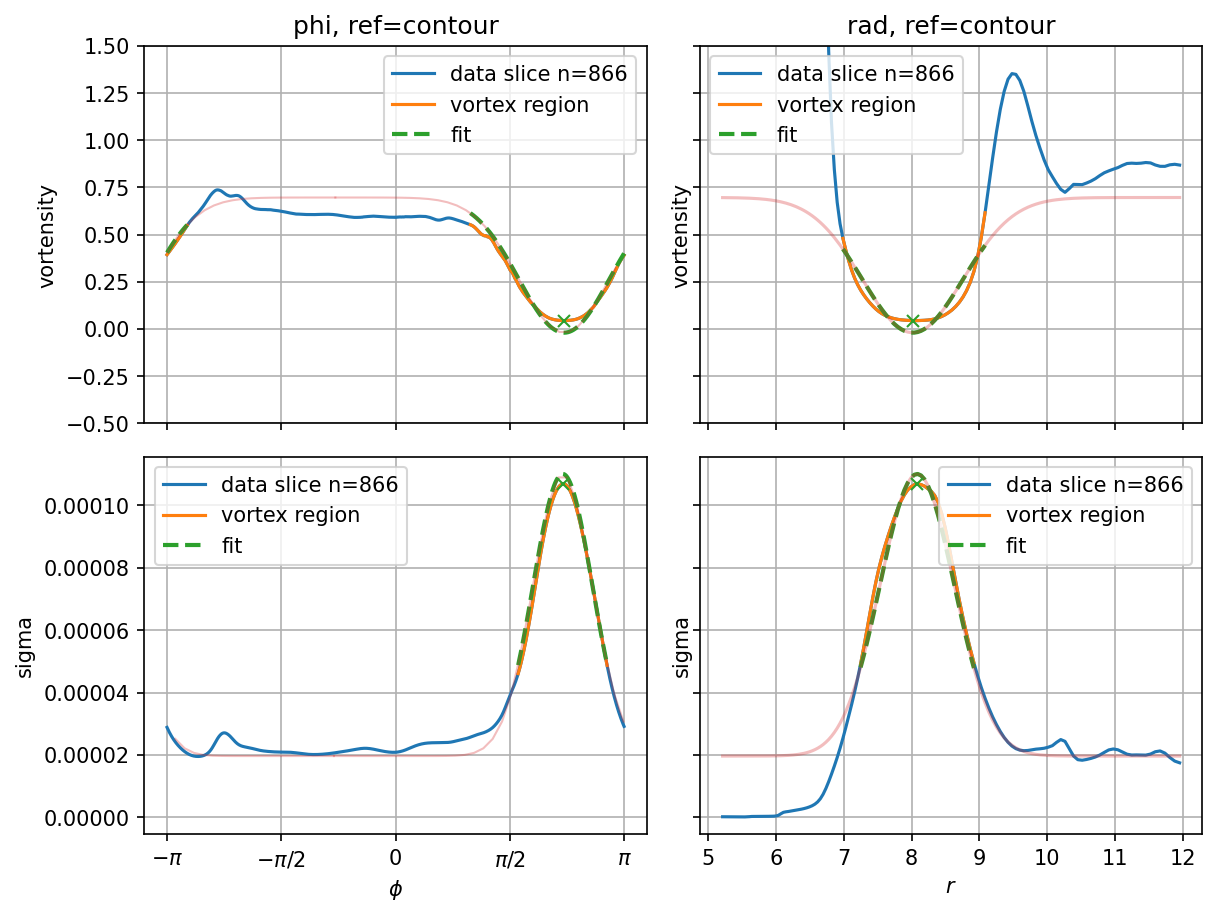 phi, ref=contour
rad, ref=contour
1.50
1.25
1.00
0.75
0.50
0.25
0.00
−0.25
−0.50
vortensity
data slice n=866
vortex region
fit
vortensity
data slice n=866
vortex region
fit
0.00010
0.00008
0.00006
0.00004
0.00002
0.00000
sigma
data slice n=866
vortex region
fit
−π
−π/2
0
π/2
π
ϕ
sigma
data slice n=866
vortex region
fit
5 6 7 8 9 10 11 12
r